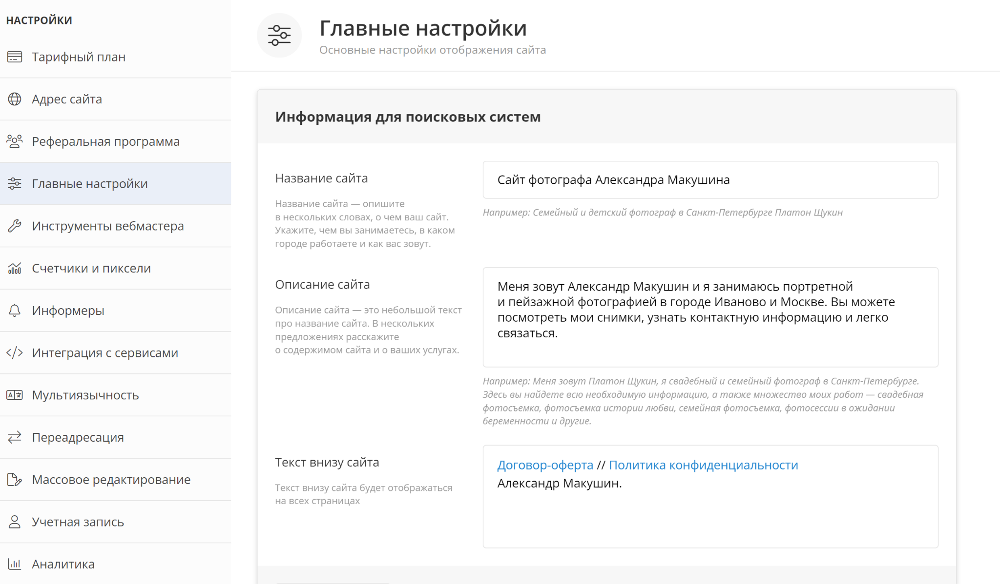 НАСТРОЙКИ
Тарифный план
Адрес сайта
Реферальная программа
Главные настройки
Инструменты вебмастера
Счетчики и пиксели
Информеры
Интеграция с сервисами
Мультиязычность
Переадресация
Массовое редактирование
Учетная запись
Аналитика
Главные настройки
Основные настройки отображения сайта
Информация для поисковых систем
Название сайта
Название сайта — опишите
в нескольких словах, о чем ваш сайт.
Укажите, чем вы занимаетесь, в каком
городе работаете и как вас зовут.
Сайт фотографа Александра Макушина
Например: Семейный и детский фотограф в Санкт-Петербурге Платон Щукин
Описание сайта
Описание сайта — это небольшой текст
про название сайта. В нескольких
предложениях расскажите
о содержимом сайта и о ваших услугах.
Меня зовут Александр Макушин и я занимаюсь портретной
и пейзажной фотографией в городе Иваново и Москве. Вы можете
посмотреть мои снимки, узнать контактную информацию и легко
связаться.
Например: Меня зовут Платон Щукин, я свадебный и семейный фотограф в Санкт-Петербурге.
Здесь вы найдете всю необходимую информацию, а также множество моих работ — свадебная
фотосъемка, фотосъемка истории любви, семейная фотосъемка, фотосессии в ожидании
беременности и другие.
Текст внизу сайта
Текст внизу сайта будет отображаться
на всех страницах
Договор-оферта // Политика конфиденциальности
Александр Макушин.